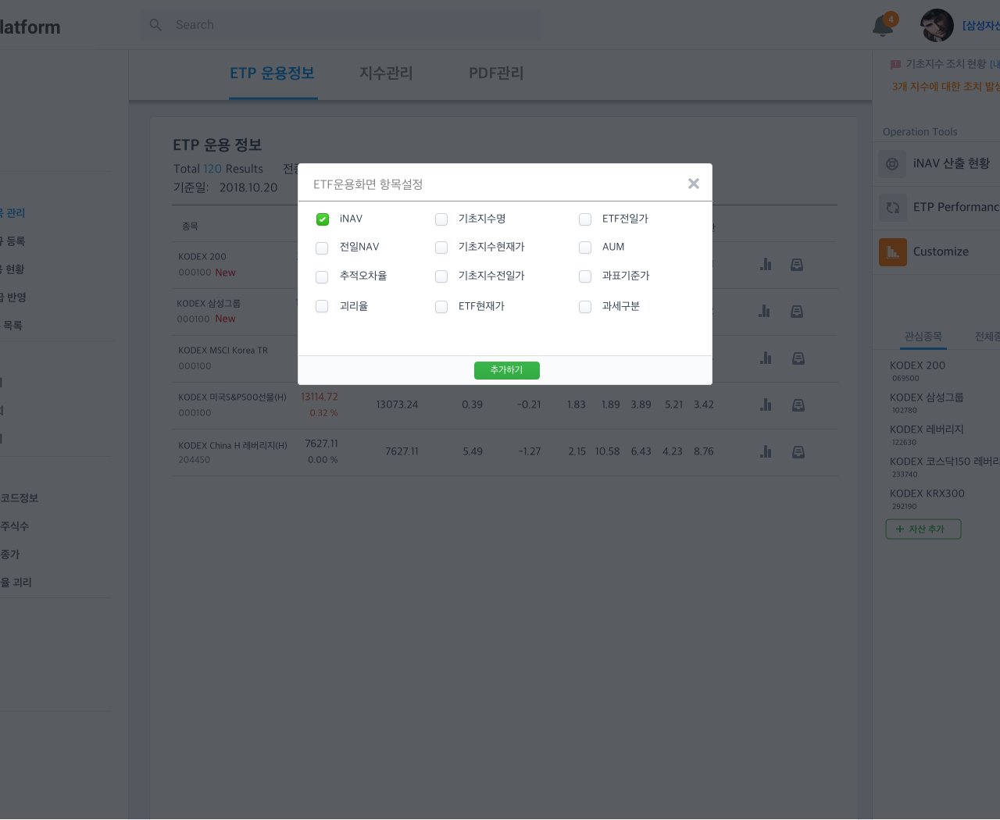 latform
Search
4
[삼성자산
ETP 운용정보
지수관리
PDF관리
기초지수 조치 현황
3개 지수에 대한 조치 발생
Operation Tools
iNAV 산출 현황
ETP Performanc
Customize
관심종목
전체종
KODEX 200
069500
KODEX 삼성그룹
102780
KODEX 레버리지
122630
KODEX 코스닥150 레버리
233740
KODEX KRX300
292190
+ 자산 추가
관리
등록
현황
반영
목록
코드정보
주식수
종가
율 괴리
ETP 운용 정보
Total 120 Results
기준일: 2018.10.20
종목
KODEX 200
000100 New
KODEX 삼성그룹
000100 New
KODEX MSCI Korea TR
000100
KODEX 미국S&P500선물(H) 13114.72
000100 0.32 % 13073.24 0.39 -0.21 1.83 1.89 3.89 5.21 3.42
KODEX China H 레버리지(H) 7627.11
204450 0.00 % 7627.11 5.49 -1.27 2.15 10.58 6.43 4.23 8.76
ETF운용화면 항목설정
iNAV 기초지수명 ETF전일가
전일NAV 기초지수현재가 AUM
추적오차율 기초지수전일가 과표기준가
괴리율 ETF현재가 과세구분
추가하기